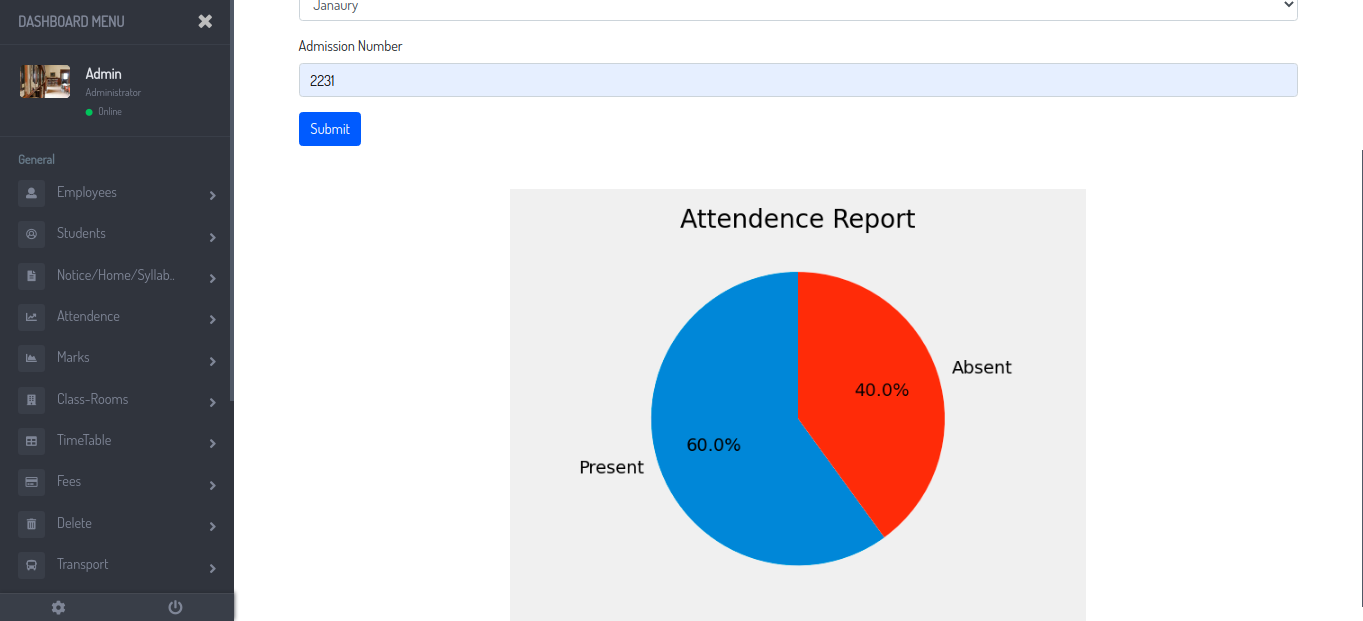 DASHBOARD MENU
Admin
Administrator
Online
General
Employees
Students
Notice/Home/Syllab..
Attendence
Marks
Class-Rooms
TimeTable
Fees
Delete
Transport
Janaury
Admission Number
2231
Submit
Attendence Report
Absent
40.0%
60.0%
Present